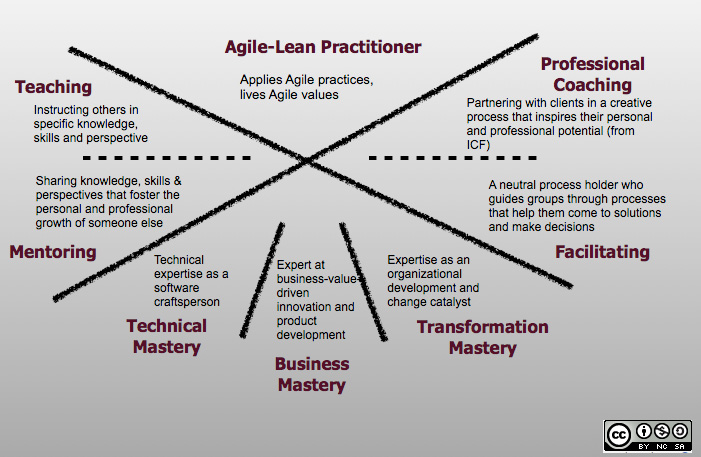 Agile-Lean Practitioner
Applies Agile practices,
lives Agile values
Teaching
Instructing others in
specific knowledge,
skills and perspective
Professional
Coaching
Partnering with clients in a creative
process that inspires their personal
and professional potential (from
ICF)
Sharing knowledge, skills &
perspectives that foster the
personal and professional
growth of someone else
Mentoring
A neutral process holder who
guides groups through processes
that help them come to solutions
and make decisions
Facilitating
Technical
expertise as a
software
craftsperson
Technical
Mastery
Expert at
business-value-
driven
innovation and
product
development
Business
Mastery
Expertise as an
organizational
development and
change catalyst
Transformation
Mastery
cc
BY NC SA